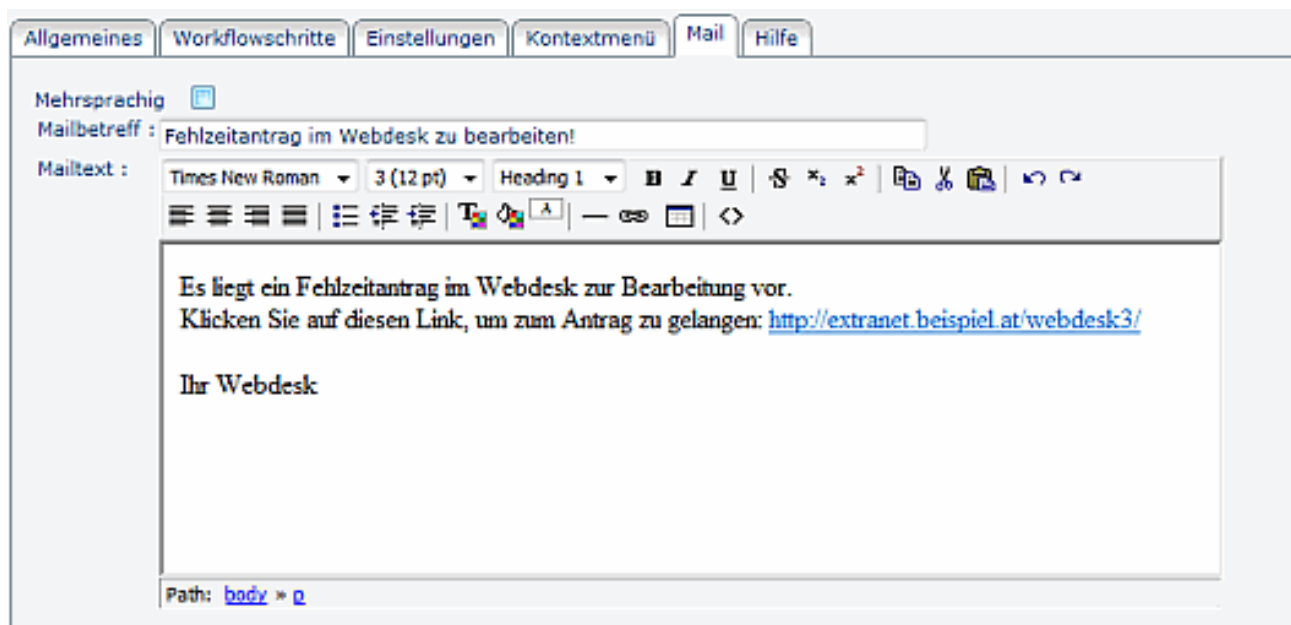 Allgemeines Workflowschritte Einstellungen Kontextmenü Mail Hilfe
Mehrsprachig
Mailbetreff : Fehlzeitantrag im Webdesk zu bearbeiten!
Mailtext : Times New Roman 3 (12 pt) Heading 1 B I U S x₂ x²
A
Es liegt ein Fehlzeitantrag im Webdesk zur Bearbeitung vor.
Klicken Sie auf diesen Link, um zum Antrag zu gelangen: http://extranet.beispiel.at/webdesk3/
Ihr Webdesk
Path: body » p